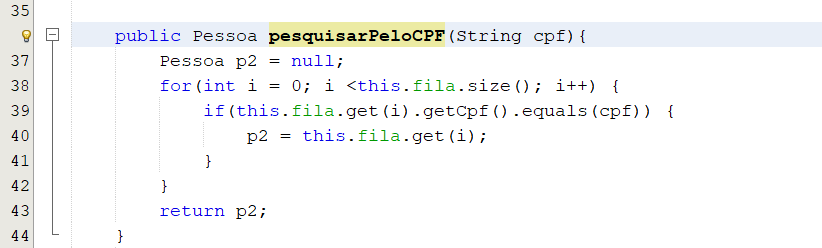 35
public Pessoa pesquisarPeloCPF(String cpf){
37 Pessoa p2 = null;
38 for(int i = 0; i <this.fila.size(); i++) {
39 if(this.fila.get(i).getCpf().equals(cpf)) {
40 p2 = this.fila.get(i);
41 }
42 }
43 return p2;
44 }